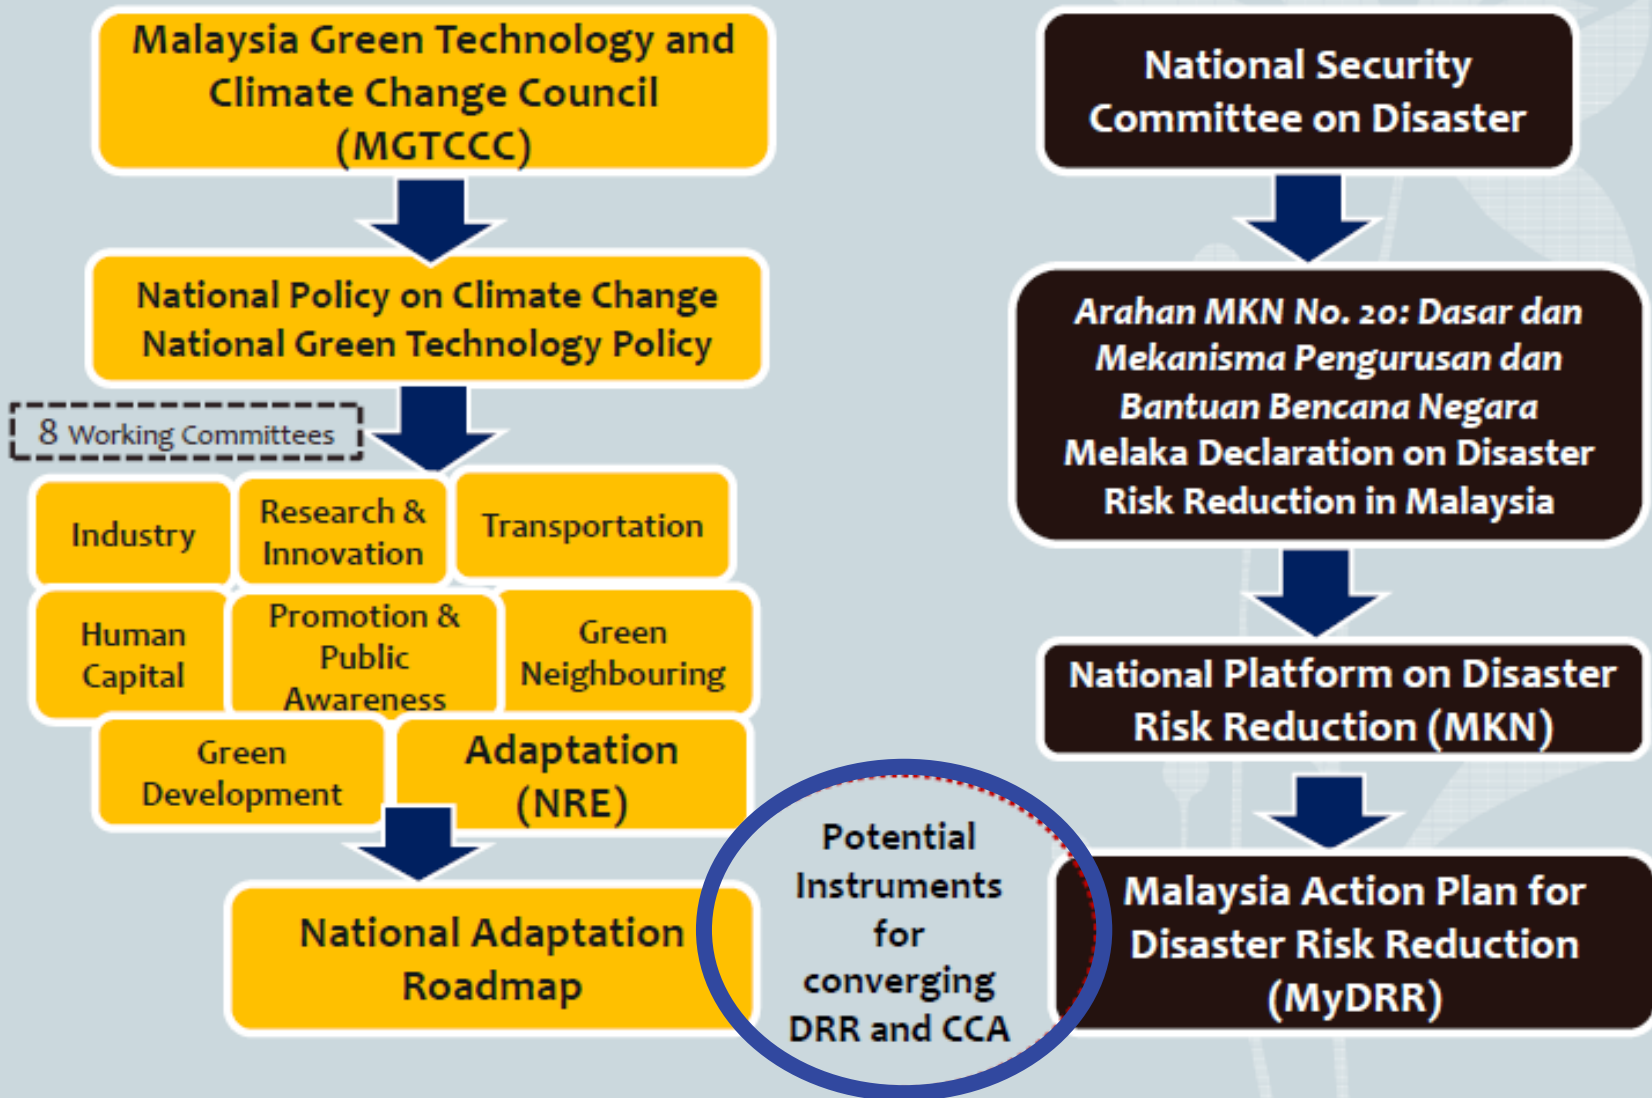 Malaysia Green Technology and
Climate Change Council
(MGTCCC)
National Policy on Climate Change
National Green Technology Policy
8 Working Committees
Industry
Research &
Innovation
Transportation
Human
Capital
Promotion &
Public
Awareness
Green
Neighbouring
Green
Development
Adaptation
(NRE)
National Adaptation
Roadmap
Potential
Instruments
for
converging
DRR and CCA
National Security
Committee on Disaster
Arahan MKN No. 20: Dasar dan
Mekanisma Pengurusan dan
Bantuan Bencana Negara
Melaka Declaration on Disaster
Risk Reduction in Malaysia
National Platform on Disaster
Risk Reduction (MKN)
Malaysia Action Plan for
Disaster Risk Reduction
(MyDRR)